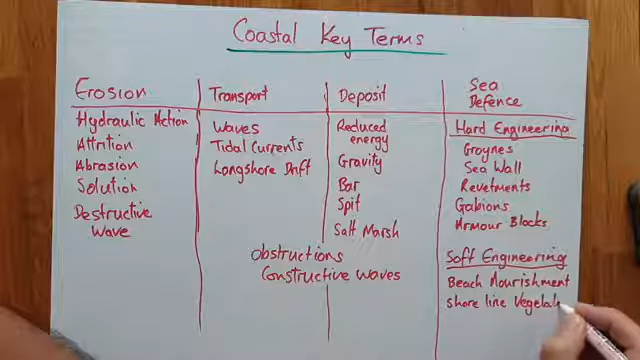 Coastal Key Terms
Erosion
Hydraulic Action
Attrition
Abrasion
Solution
Destructive
Wave
Transport
Waves
Tidal Currents
Longshore Drift
Deposit
Reduced
energy
Gravity
Bar
Spit
Salt Marsh
Obstructions
Constructive Waves
Sea
Defence
Hard Engineering
Groynes
Sea Wall
Revetments
Gabions
Armour Blocks
Soft Engineering
Beach Nourishment
Shore line